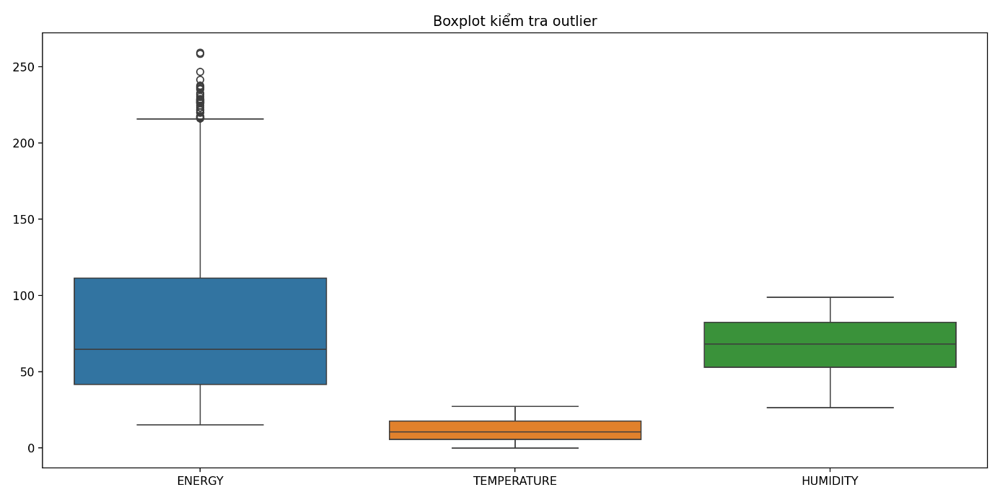 Boxplot kiểm tra outlier
250
200
150
100
50
0
ENERGY
TEMPERATURE
HUMIDITY